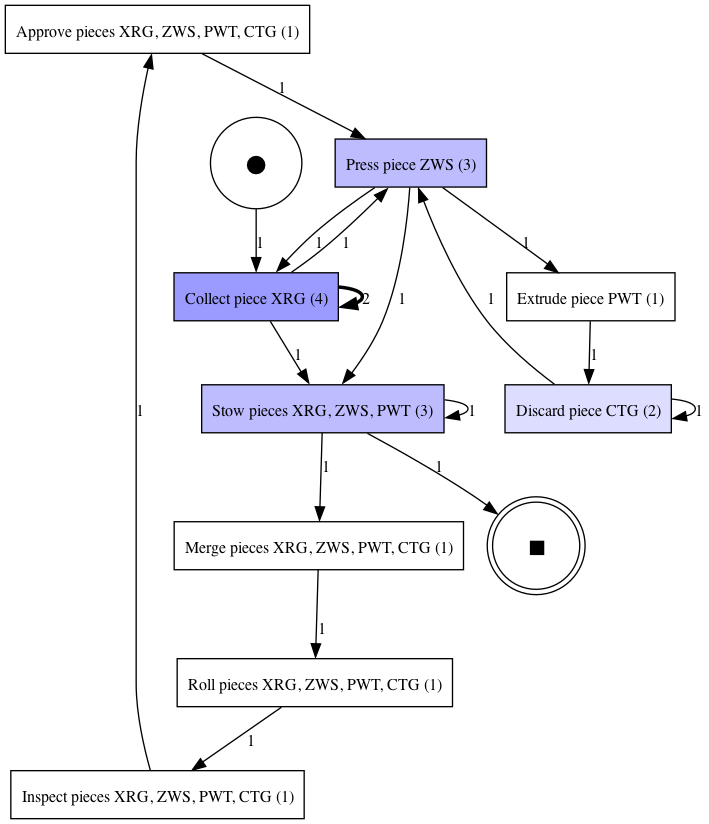 Approve pieces XRG, ZWS, PWT, CTG (1)
1
Press piece ZWS (3)
1
1
1
1
Collect piece XRG (4)
2
Extrude piece PWT (1)
1
1
1
1
Stow pieces XRG, ZWS, PWT (3)
1
Discard piece CTG (2)
1
1
1
1
Merge pieces XRG, ZWS, PWT, CTG (1)
1
Roll pieces XRG, ZWS, PWT, CTG (1)
1
Inspect pieces XRG, ZWS, PWT, CTG (1)